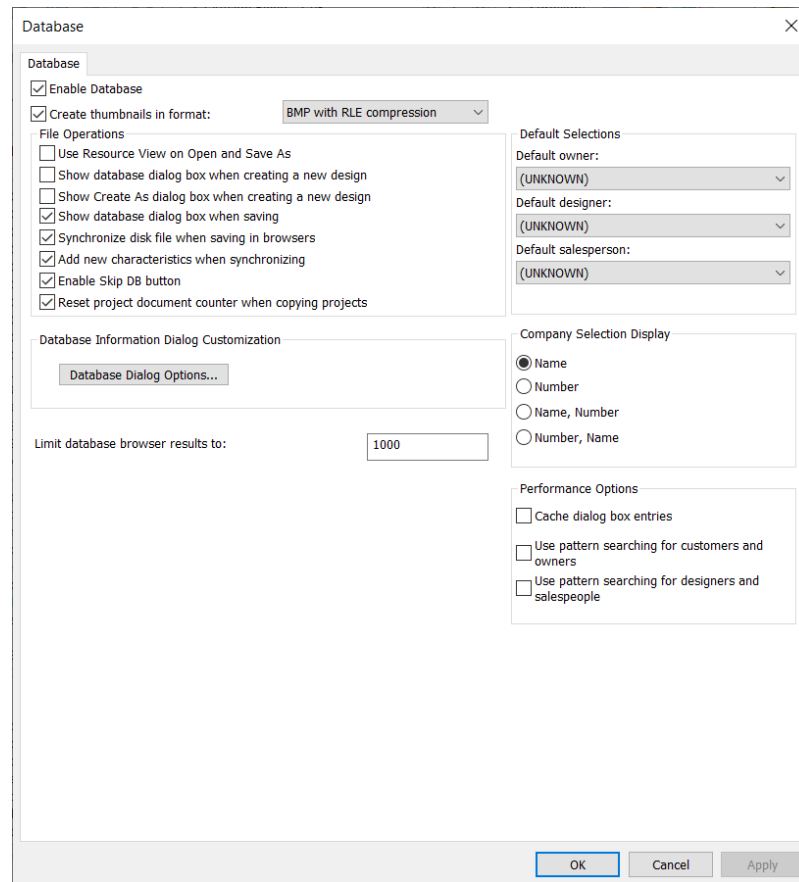 Database
Database
Enable Database
Create thumbnails in format:
BMP with RLE compression
File Operations
Use Resource View on Open and Save As
Show database dialog box when creating a new design
Show Create As dialog box when creating a new design
Show database dialog box when saving
Synchronize disk file when saving in browsers
Add new characteristics when synchronizing
Enable Skip DB button
Reset project document counter when copying projects
Database Information Dialog Customization
Database Dialog Options...
Limit database browser results to:
1000
Default Selections
Default owner:
(UNKNOWN)
Default designer:
(UNKNOWN)
Default salesperson:
(UNKNOWN)
Company Selection Display
Name
Number
Name, Number
Number, Name
Performance Options
Cache dialog box entries
Use pattern searching for customers and
owners
Use pattern searching for designers and
salespeople
OK
Cancel
Apply